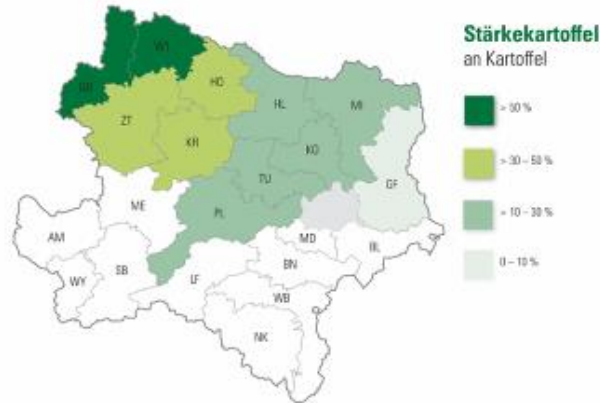 Stärkekartoffel
an Kartoffel
> 50 %
> 30 – 50 %
> 10 – 30 %
0 – 10 %
WT
GD
HO
HL
MI
ZT
KR
KO
GF
TU
ME
PL
AM
MD
BL
SB
BN
WY
LF
WB
NK